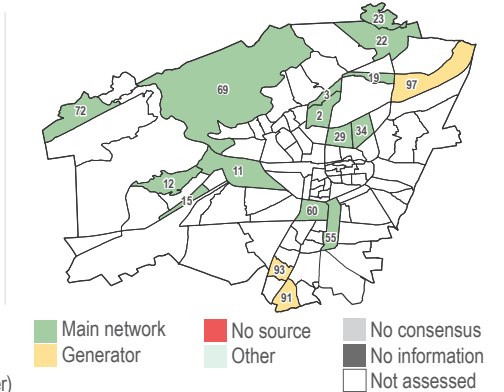 23
22
19
97
69
3
2
72
29
34
11
12
15
60
55
93
91
Main network
No source
No consensus
Generator
Other
No information
Not assessed
er)